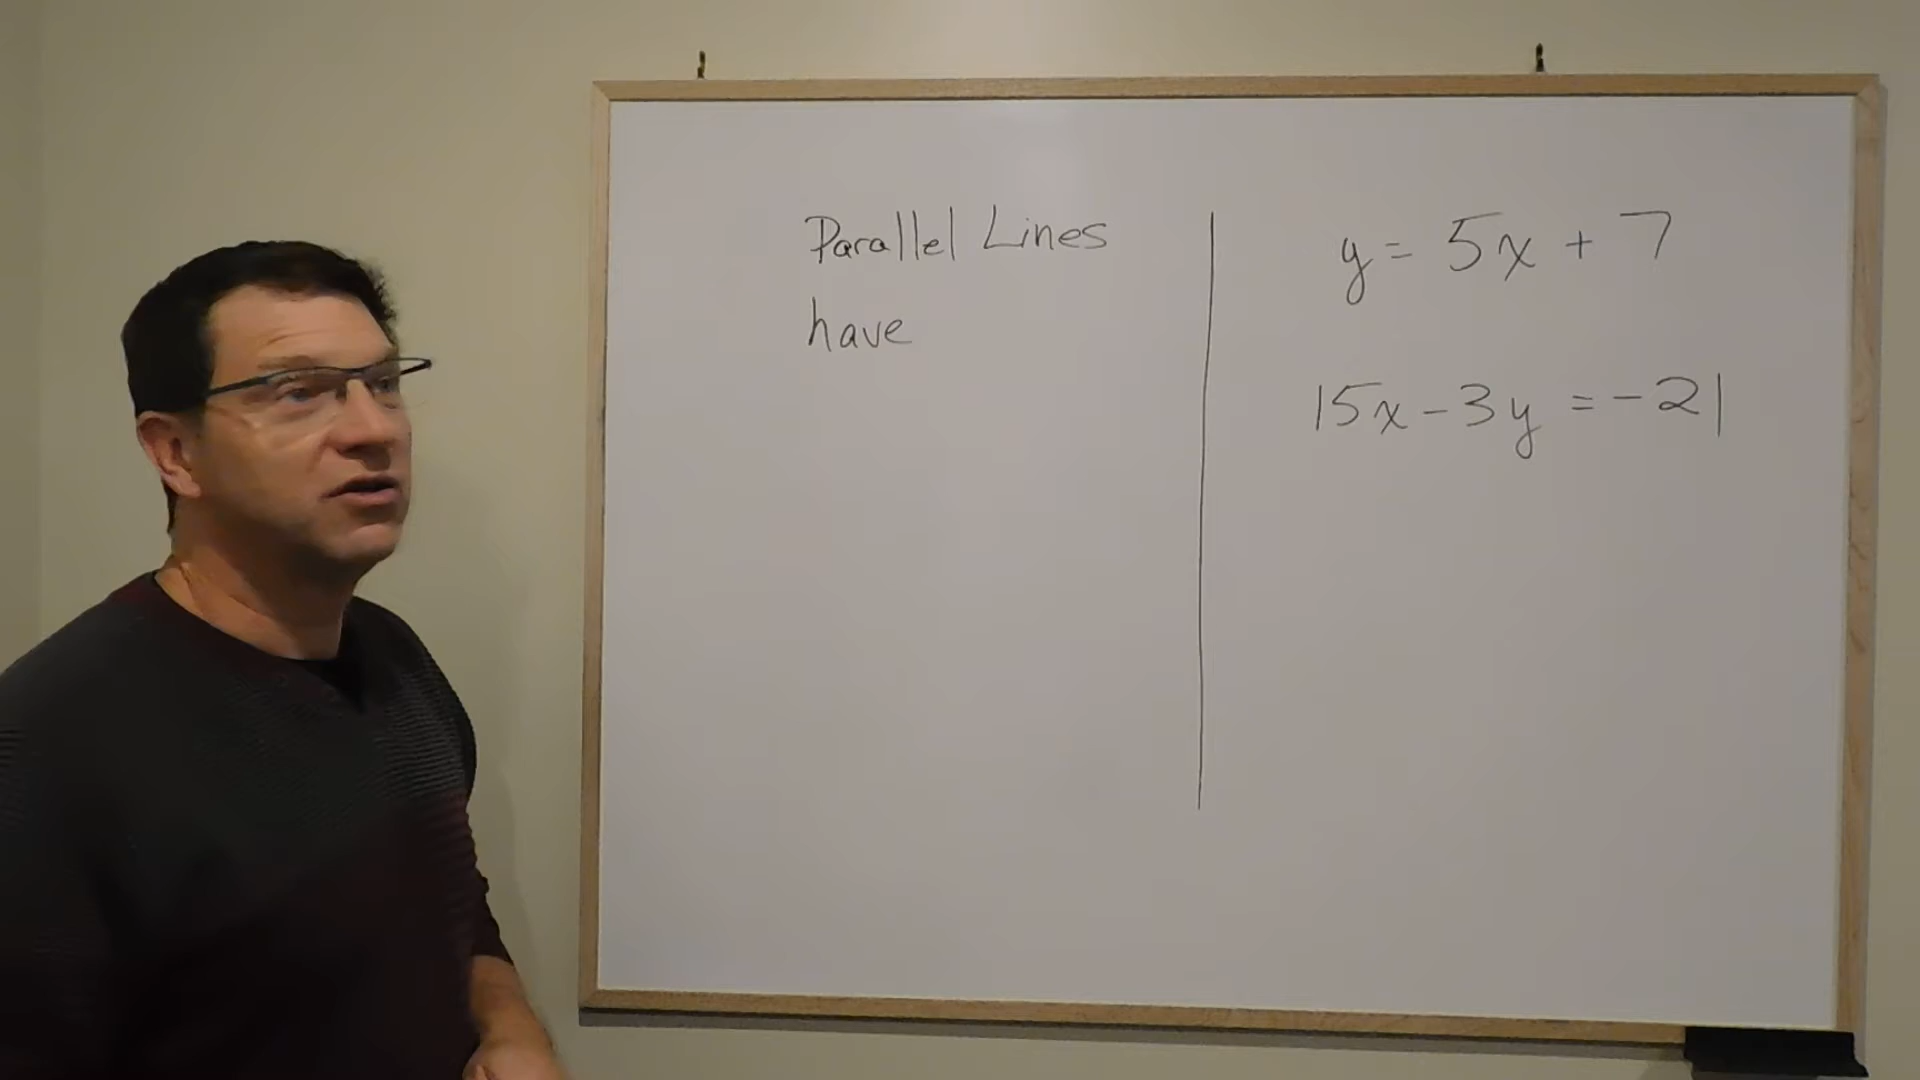 Parallel Lines
have
y = 5x + 7
15x - 3y = -21